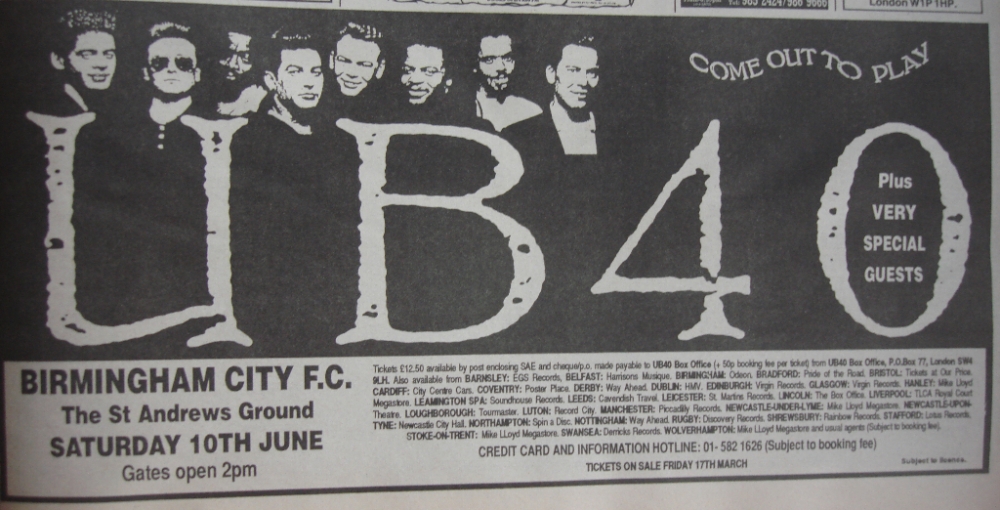 London W1P 1HP.
COME OUT TO PLAY
UB40
Plus
VERY
SPECIAL
GUESTS
BIRMINGHAM CITY F.C.
The St Andrews Ground
SATURDAY 10TH JUNE
Gates open 2pm
Tickets £12.50 available by post enclosing SAE and cheque/p.o. made payable to UB40 Box Office (+ 50p booking fee per ticket) from UB40 Box Office, P.O.Box 77, London SW4
9LH. Also available from BARNSLEY: EGS Records, BELFAST: Harrisons Musique, BIRMINGHAM: Odeon. BRADFORD: Pride of the Road. BRISTOL: Tickets at Our Price.
CARDIFF: City Centre Cars. COVENTRY: Poster Place. DERBY: Way Ahead. DUBLIN: HMV. EDINBURGH: Virgin Records. GLASGOW: Virgin Records. HANLEY: Mike Lloyd
Megastore. LEAMINGTON SPA: Soundhouse Records. LEEDS: Cavendish Travel. LEICESTER: St. Martins Records. LINCOLN: The Box Office. LIVERPOOL: TLCA Royal Court
Theatre. LOUGHBOROUGH: Tourmaster. LUTON: Record City. MANCHESTER: Piccadilly Records. NEWCASTLE-UNDER-LYME: Mike Lloyd Megastore. NEWCASTLE-UPON-
TYNE: Newcastle City Hall. NORTHAMPTON: Spin a Disc. NOTTINGHAM: Way Ahead. RUGBY: Discovery Records. SHREWSBURY: Rainbow Records. STAFFORD: Lotus Records.
STOKE-ON-TRENT: Mike LLoyd Megastore. SWANSEA: Derricks Records. WOLVERHAMPTON: Mike LLoyd Megastore and usual agents (Subject to booking fee).
CREDIT CARD AND INFORMATION HOTLINE: 01- 582 1626 (Subject to booking fee)
TICKETS ON SALE FRIDAY 17TH MARCH
Subject to licence.